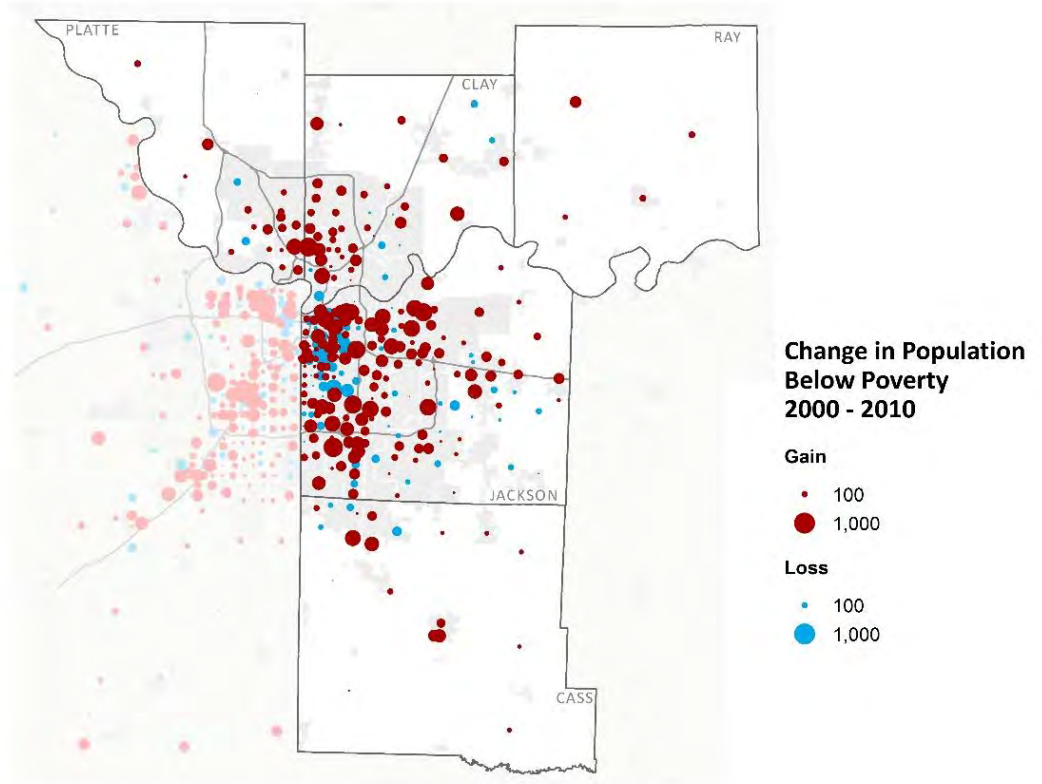 PLATTE
RAY
CLAY
Change in Population
Below Poverty
2000 - 2010
Gain
100
1,000
JACKSON
Loss
100
1,000
CASS